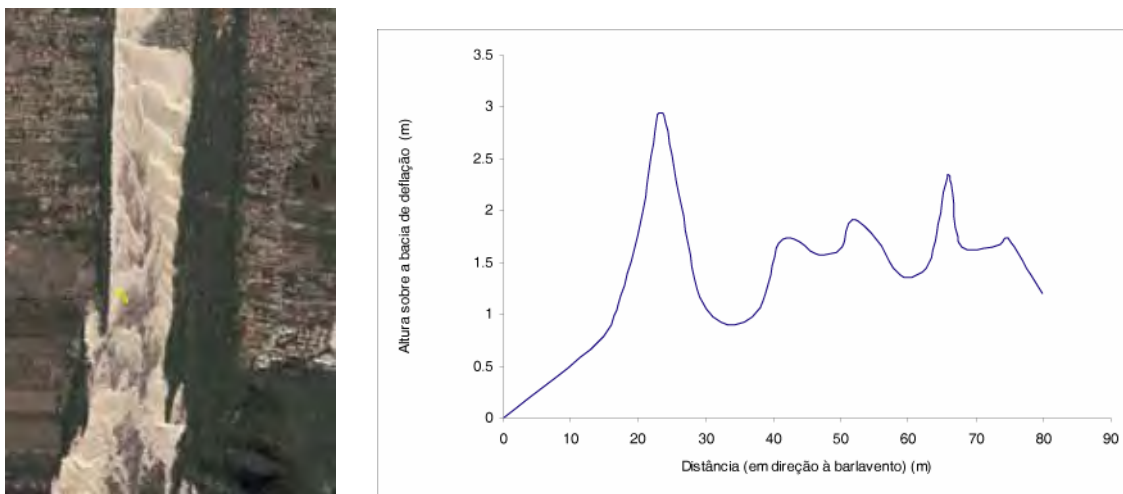 3.5
3
2.5
2
1.5
1
0.5
0
Altura sobre a bacia de deflação (m)
0 10 20 30 40 50 60 70 80 90
Distância (em direção à barlavento) (m)